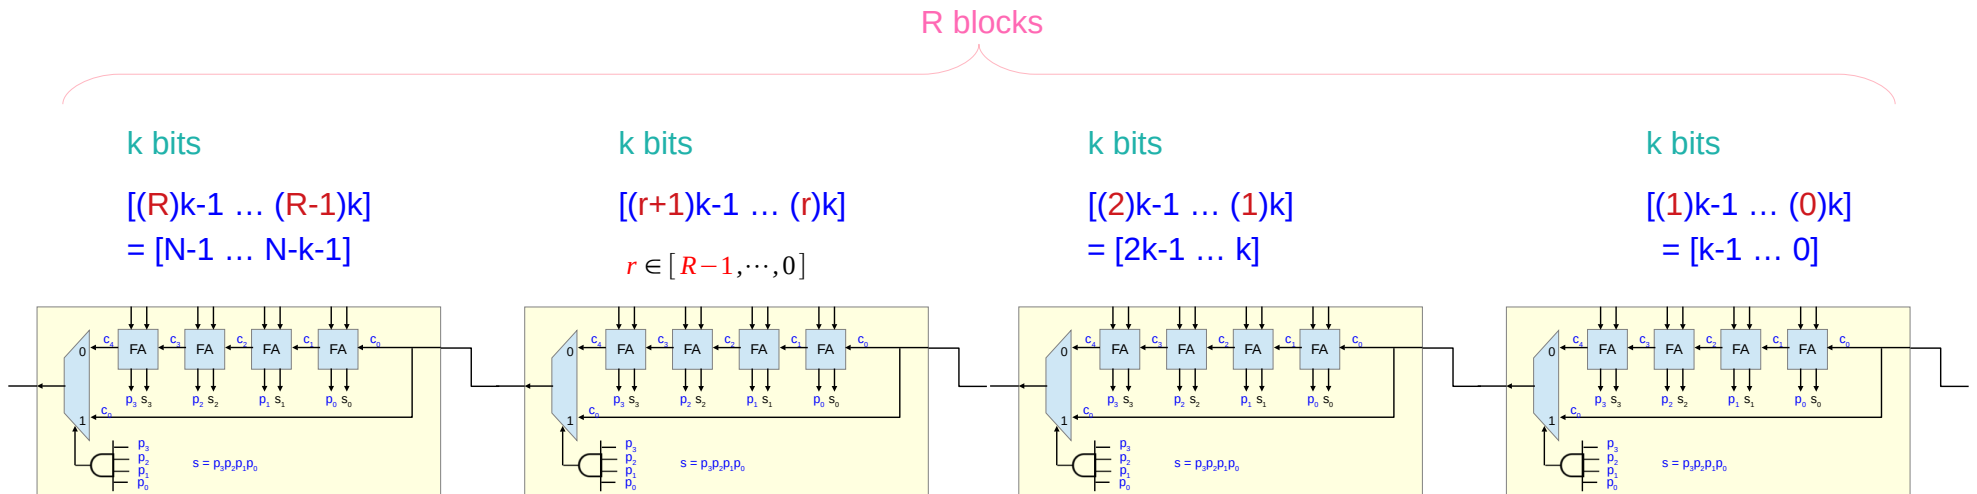 R blocks
k bits k bits k bits k bits
[(R)k-1 … (R-1)k] [(r+1)k-1 … (r)k] [(2)k-1 … (1)k] [(1)k-1 … (0)k]
= [N-1 … N-k-1] r ∈ [R−1,⋯,0] = [2k-1 … k] = [k-1 … 0]
0 c₄ FA c₃ FA c₂ FA c₁ FA c₀
p₃ s₃ p₂ s₂ p₁ s₁ p₀ s₀
c₀
1
p₃
p₂
p₁
p₀
s = p₃p₂p₁p₀
0 c₄ FA c₃ FA c₂ FA c₁ FA c₀
p₃ s₃ p₂ s₂ p₁ s₁ p₀ s₀
c₀
1
p₃
p₂
p₁
p₀
s = p₃p₂p₁p₀
0 c₄ FA c₃ FA c₂ FA c₁ FA c₀
p₃ s₃ p₂ s₂ p₁ s₁ p₀ s₀
c₀
1
p₃
p₂
p₁
p₀
s = p₃p₂p₁p₀
0 c₄ FA c₃ FA c₂ FA c₁ FA c₀
p₃ s₃ p₂ s₂ p₁ s₁ p₀ s₀
c₀
1
p₃
p₂
p₁
p₀
s = p₃p₂p₁p₀